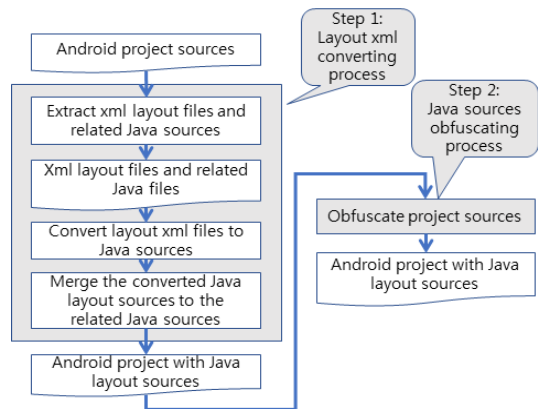 Android project sources
Step 1:
Layout xml
converting
process
Extract xml layout files and
related Java sources
Xml layout files and related
Java files
Convert layout xml files to
Java sources
Merge the converted Java
layout sources to the
related Java sources
Android project with Java
layout sources
Step 2:
Java sources
obfuscating
process
Obfuscate project sources
Android project with Java
layout sources